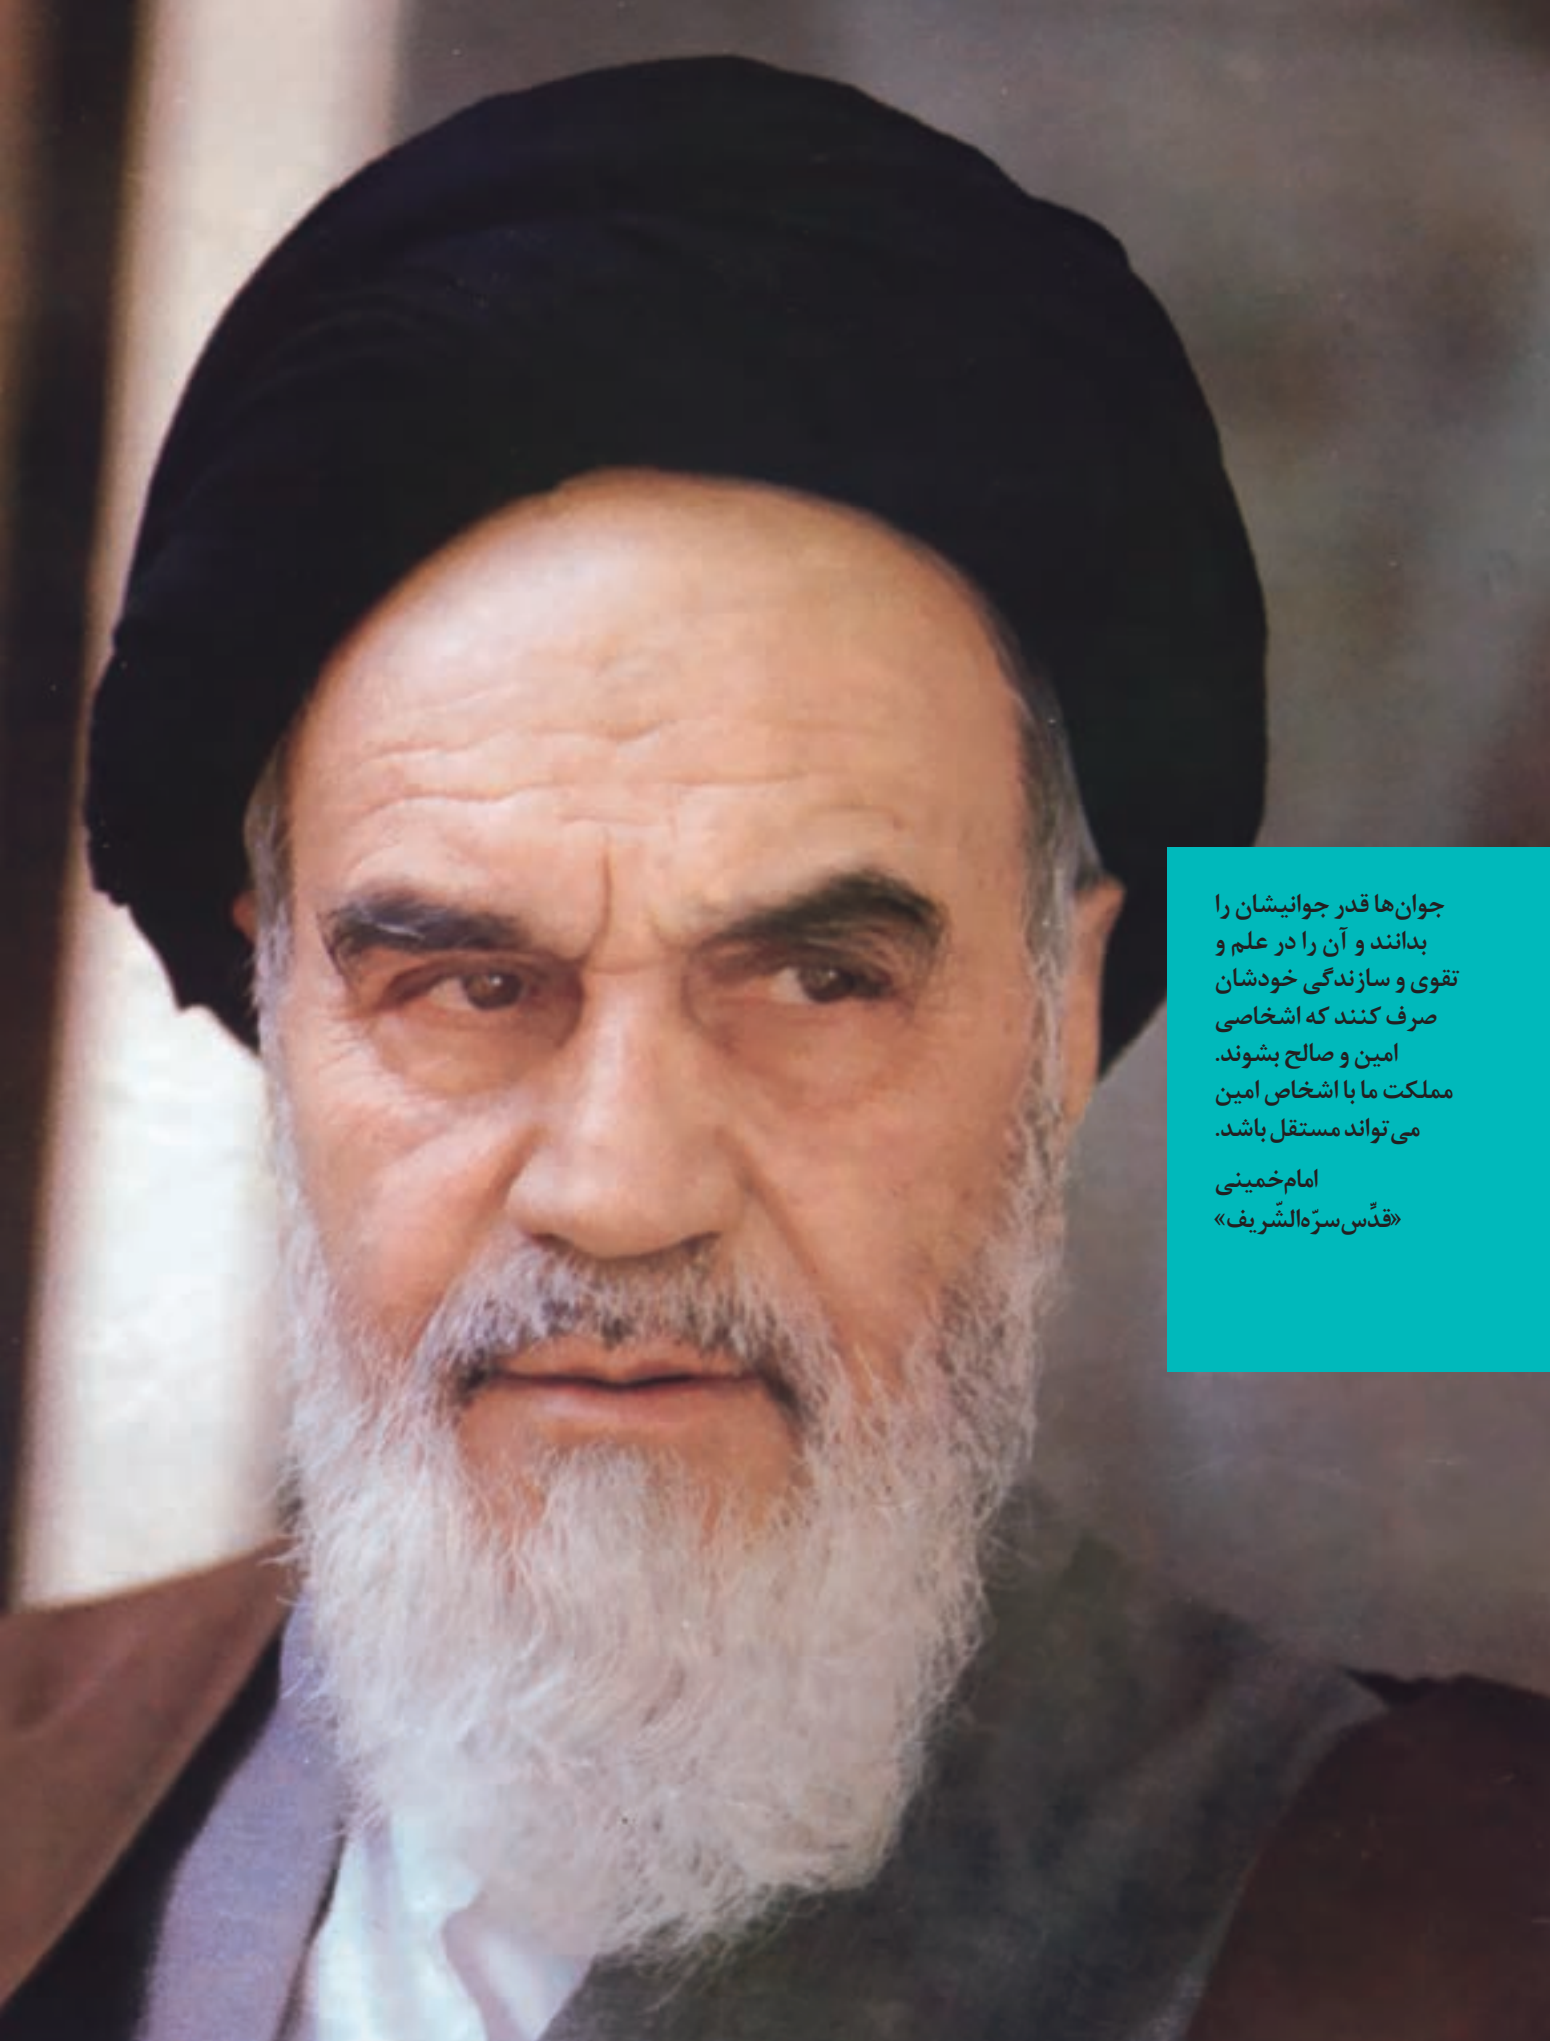 جوان‌ها قدر جوانیشان را
بدانند و آن را در علم و
تقوی و سازندگی خودشان
صرف کنند که اشخاصی
امین و صالح بشوند.
مملکت ما با اشخاص امین
می‌تواند مستقل باشد.
امام‌خمینی
«قدِّس‌سرّه‌الشّریف»